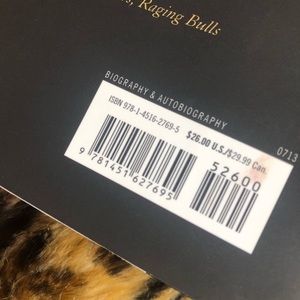 s, Raging Bulls
BIOGRAPHY & AUTOBIOGRAPHY
0713
ISBN 978-1-4516-2769-5 $26.00 U.S./$29.99 Can.
52600
9 781451 627695